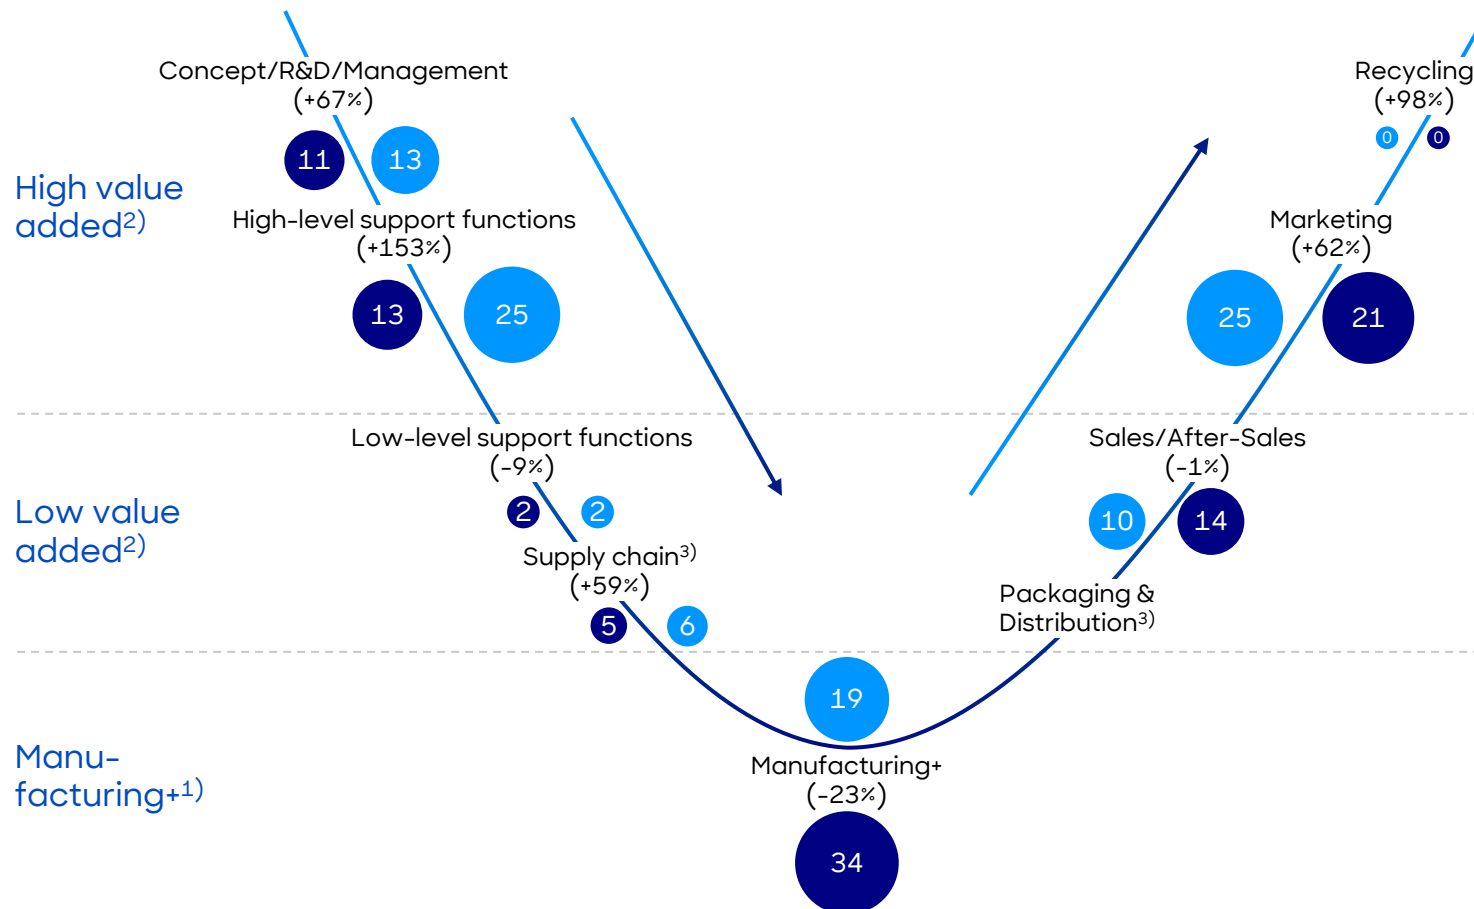 Concept/R&D/Management
(+67%)
11
13
High value
added2)
High-level support functions
(+153%)
13
25
Recycling
(+98%)
0
0
Marketing
(+62%)
25
21
Low value
added2)
Low-level support functions
(-9%)
2
2
Supply chain3)
(+59%)
5
6
Sales/After-Sales
(-1%)
10
14
Packaging &
Distribution3)
Manu-
facturing+1)
19
Manufacturing+
(-23%)
34